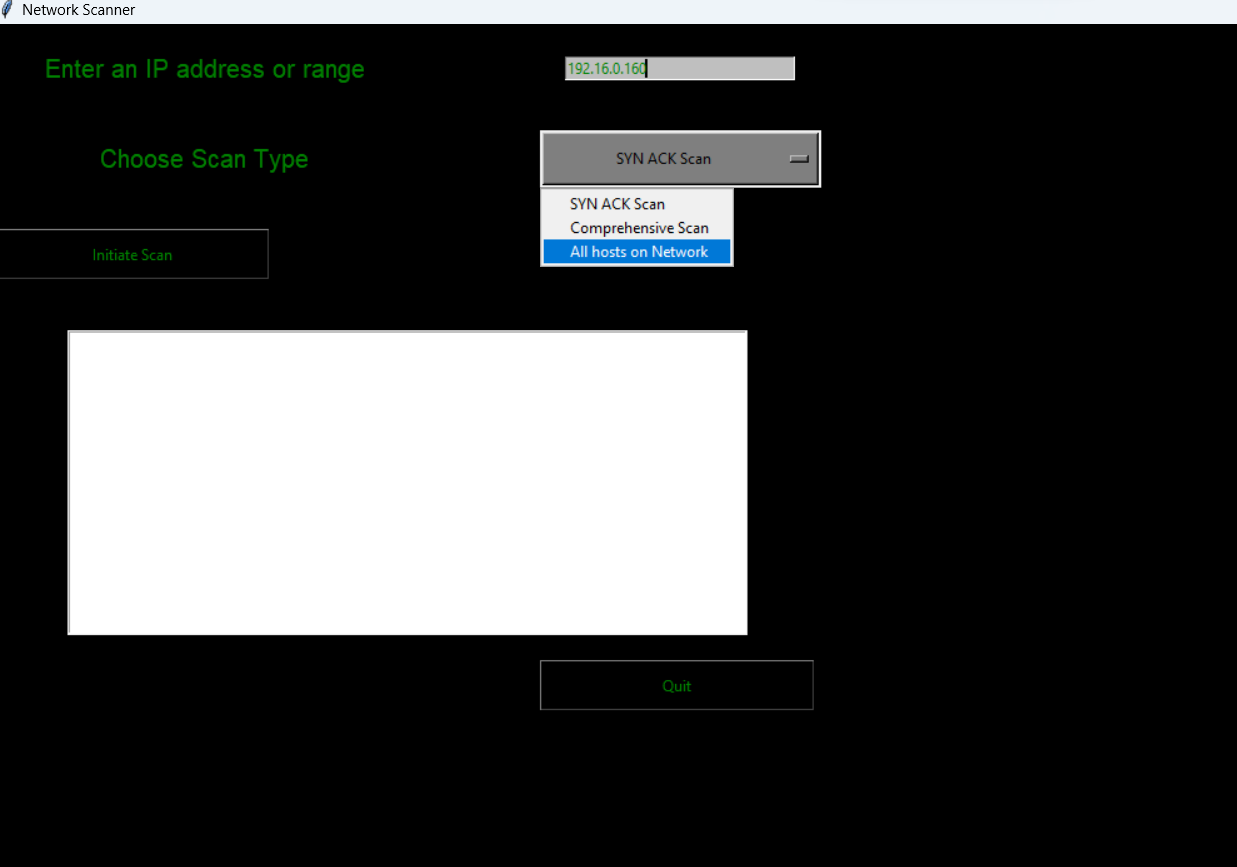 Network Scanner
Enter an IP address or range
192.16.0.160
Choose Scan Type
SYN ACK Scan
SYN ACK Scan
Comprehensive Scan
All hosts on Network
Initiate Scan
Quit